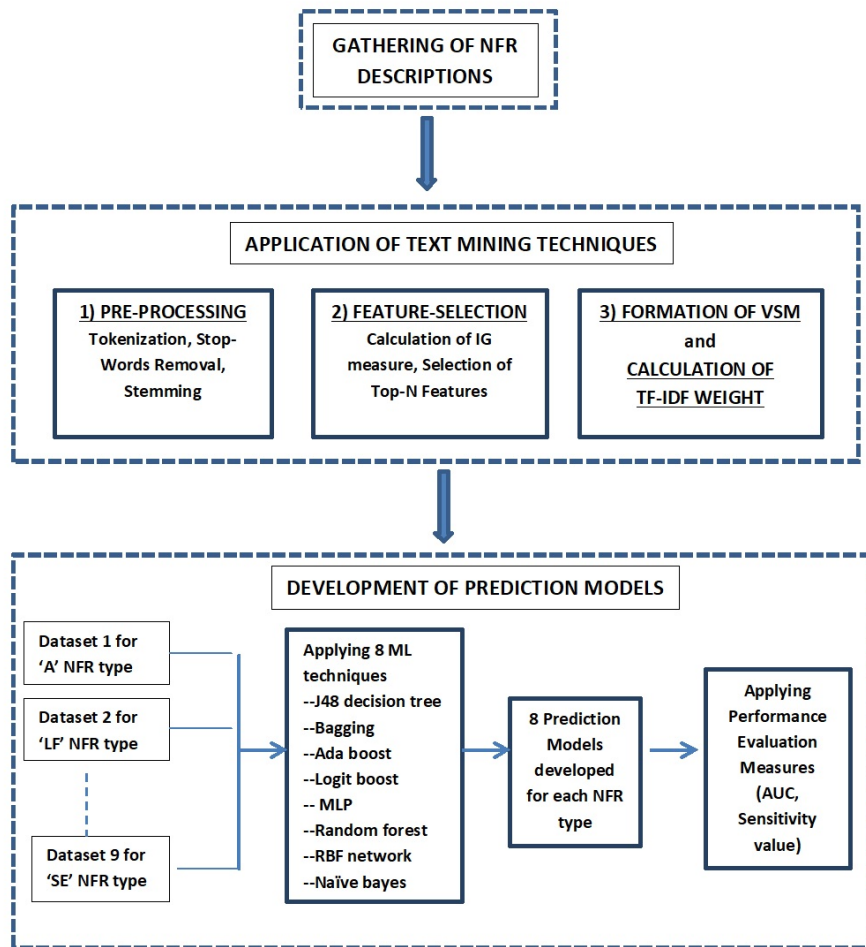 GATHERING OF NFR
DESCRIPTIONS
APPLICATION OF TEXT MINING TECHNIQUES
1) PRE-PROCESSING
Tokenization, Stop-
Words Removal,
Stemming
2) FEATURE-SELECTION
Calculation of IG
measure, Selection of
Top-N Features
3) FORMATION OF VSM
and
CALCULATION OF
TF-IDF WEIGHT
DEVELOPMENT OF PREDICTION MODELS
Dataset 1 for
‘A’ NFR type
Dataset 2 for
‘LF’ NFR type
Dataset 9 for
‘SE’ NFR type
Applying 8 ML
techniques
--J48 decision tree
--Bagging
--Ada boost
--Logit boost
-- MLP
--Random forest
--RBF network
--Naïve bayes
8 Prediction
Models
developed
for each NFR
type
Applying
Performance
Evaluation
Measures
(AUC,
Sensitivity
value)